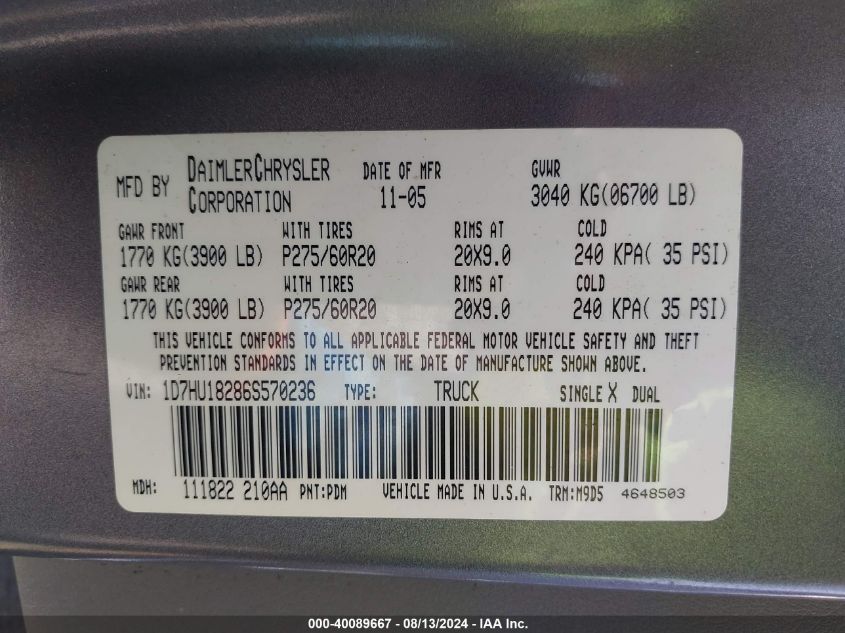 MFD BY DAIMLERCHRYSLER CORPORATION DATE OF MFR 11-05 GVWR 3040 KG(06700 LB)
GAWR FRONT WITH TIRES RIMS AT COLD
1770 KG(3900 LB) P275/60R20 20X9.0 240 KPA( 35 PSI)
GAWR REAR WITH TIRES RIMS AT COLD
1770 KG(3900 LB) P275/60R20 20X9.0 240 KPA( 35 PSI)
THIS VEHICLE CONFORMS TO ALL APPLICABLE FEDERAL MOTOR VEHICLE SAFETY AND THEFT
PREVENTION STANDARDS IN EFFECT ON THE DATE OF MANUFACTURE SHOWN ABOVE.
VIN: 1D7HU18286S570236 TYPE: TRUCK SINGLE X DUAL
MDH: 111822 210AA PNT:PDM VEHICLE MADE IN U.S.A. TRM:M9D5 4648503
000-40089667 - 08/13/2024 - IAA Inc.